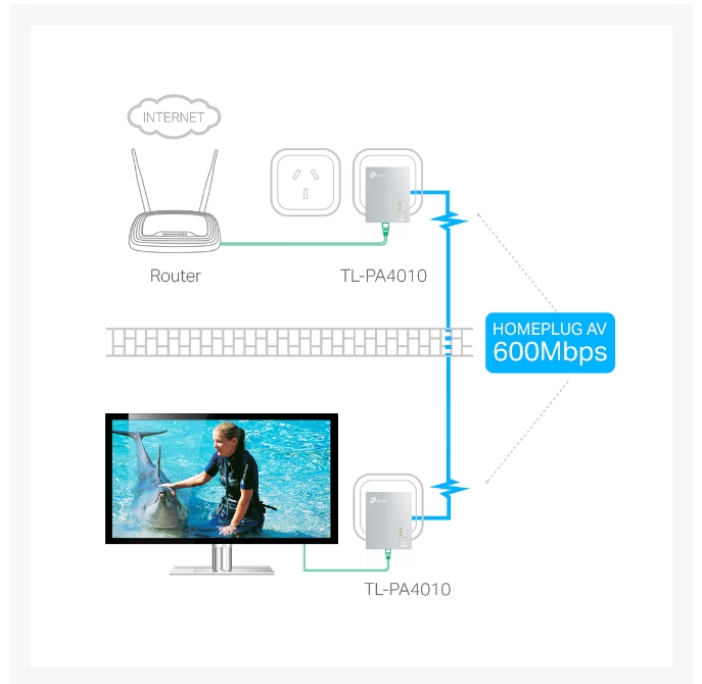 INTERNET
Router
TL-PA4010
HOMEPLUG AV
600Mbps
TL-PA4010